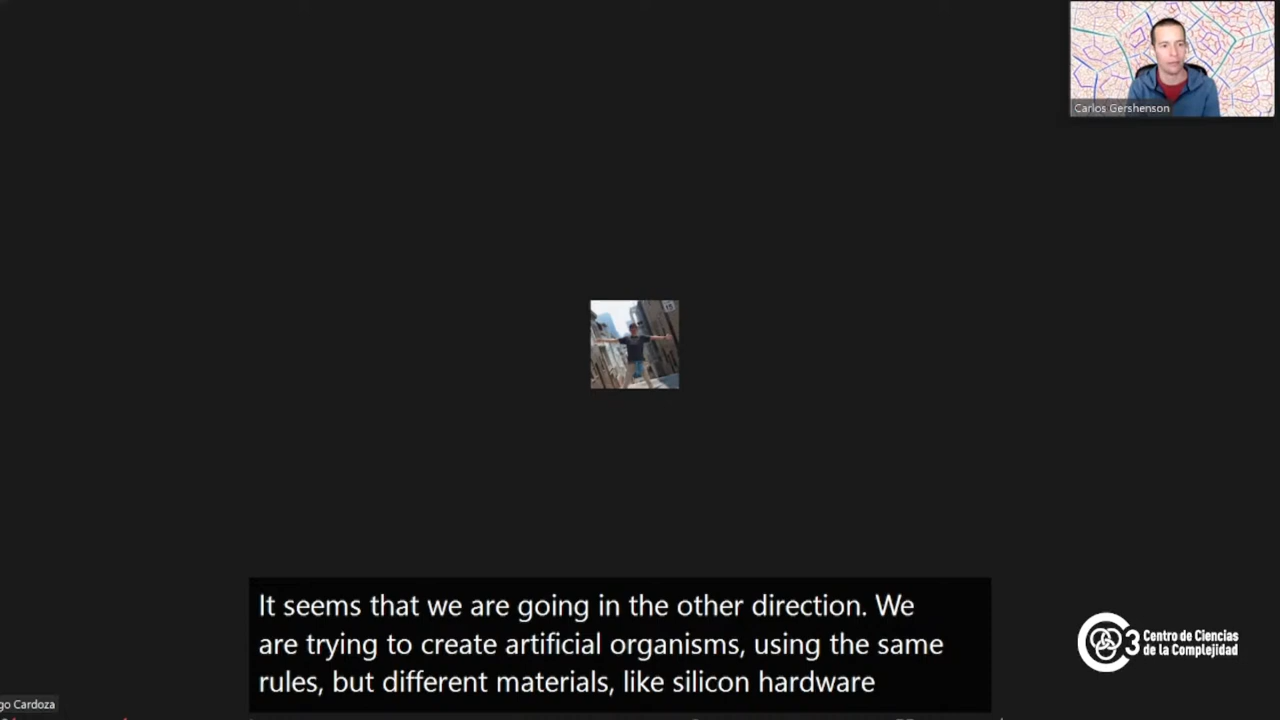 Carlos Gershenson
It seems that we are going in the other direction. We
are trying to create artificial organisms, using the same
rules, but different materials, like silicon hardware
3 Centro de Ciencias
de la Complejidad
go Cardoza